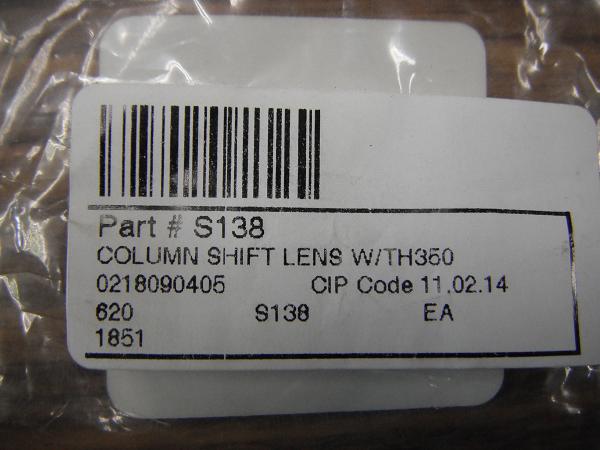 Part # S138
COLUMN SHIFT LENS W/TH350
0218090405 CIP Code 11.02.14
620 S138 EA
1851